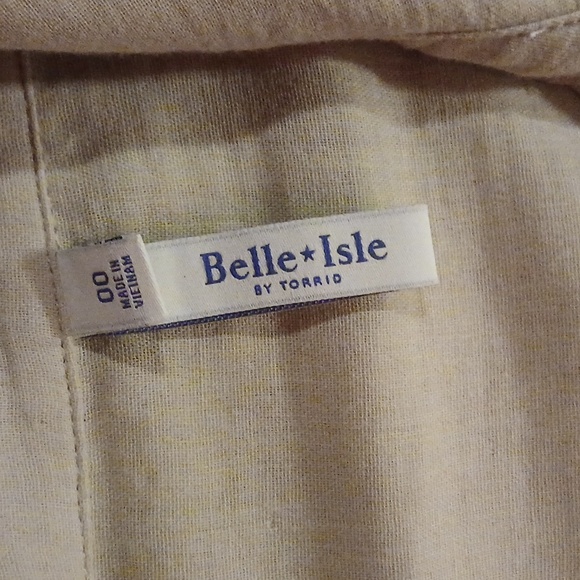 Belle★Isle
BY TORRID
00
MADE IN
VIETNAM